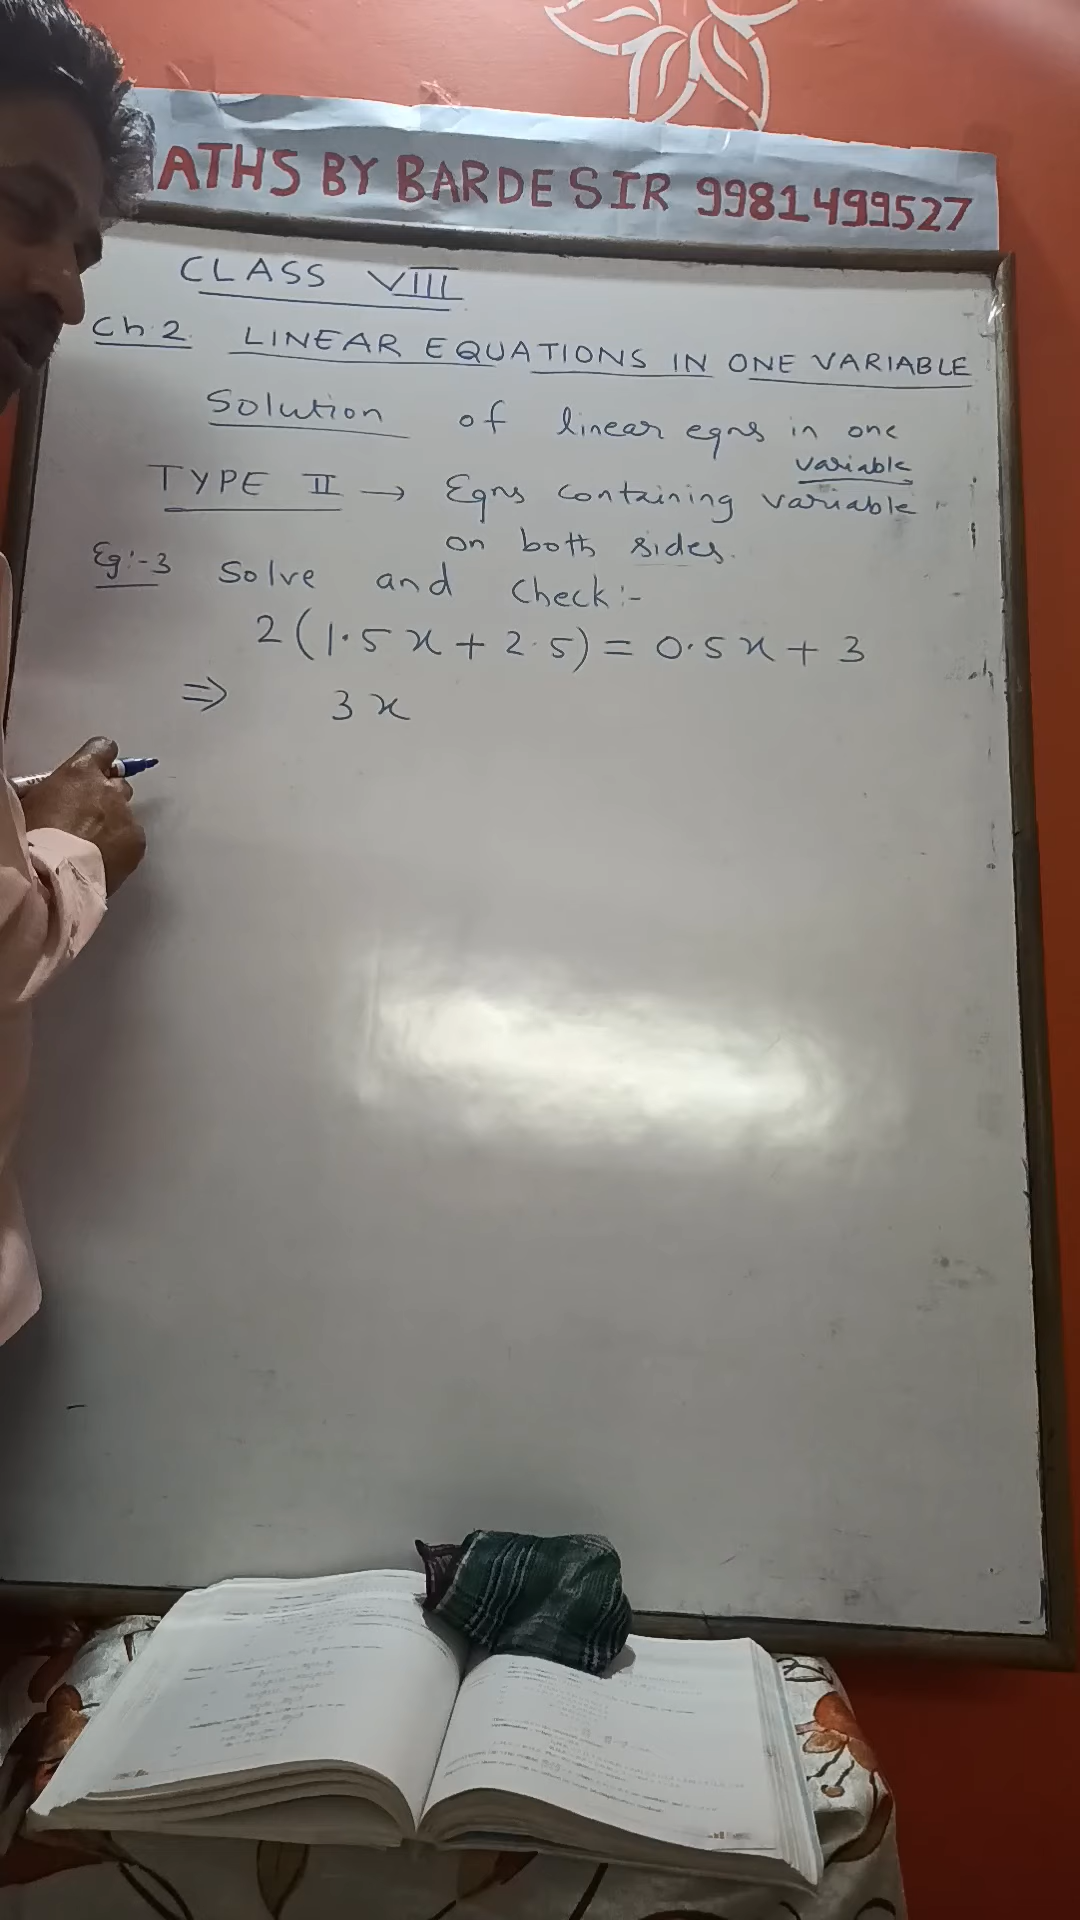 ATHS BY BARDE SIR 9981499527
CLASS VIII
Ch.2. LINEAR EQUATIONS IN ONE VARIABLE
Solution of linear eqns in one
variable
TYPE II → Eqns containing variable
on both sides.
Eg:-3 Solve and Check:-
2(1.5x + 2.5) = 0.5x + 3
⇒ 3x